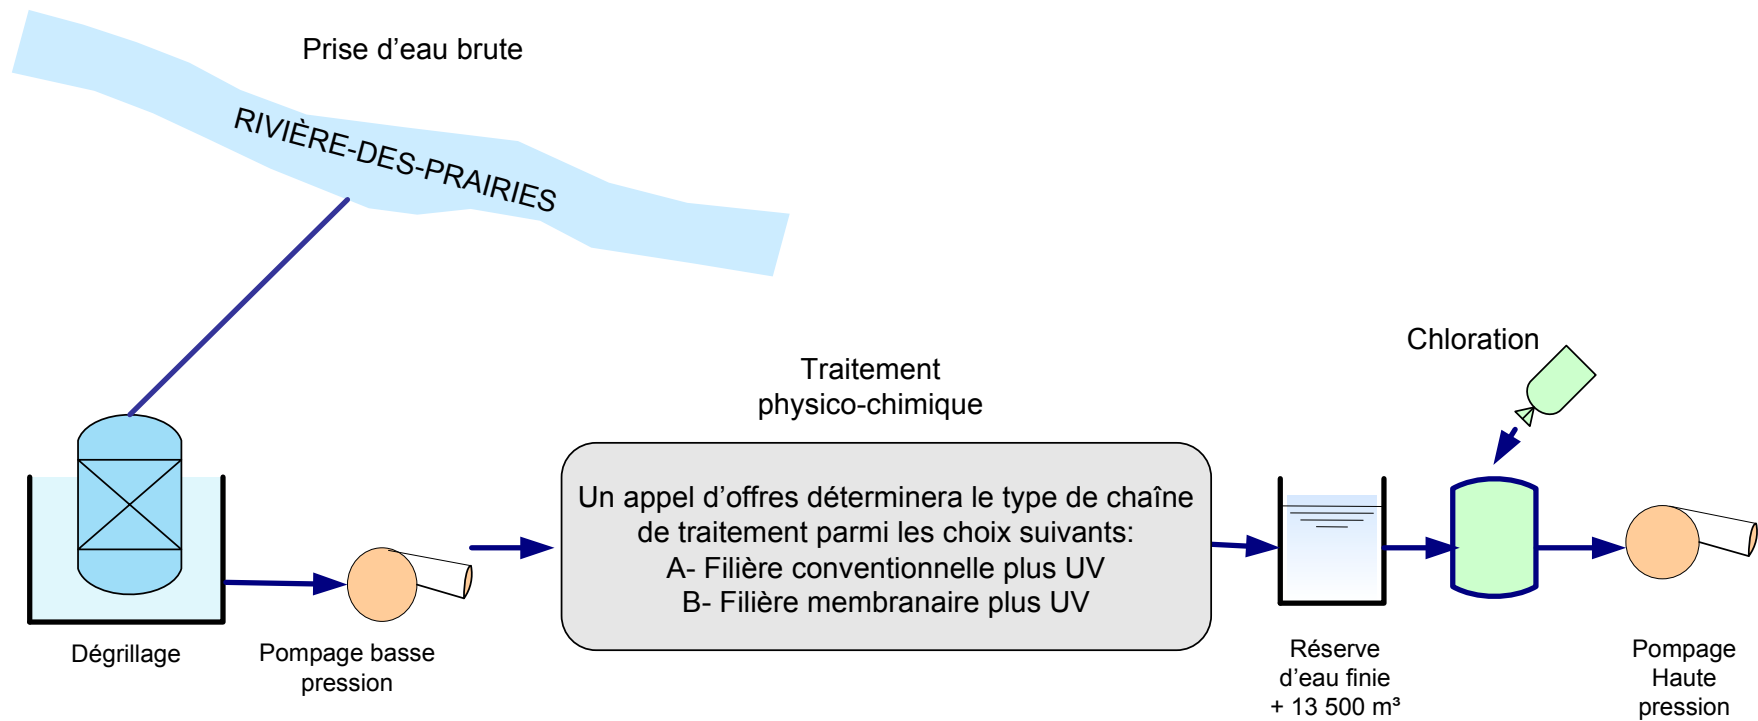 Prise d’eau brute
RIVIÈRE-DES-PRAIRIES
Chloration
Traitement
physico-chimique
Un appel d’offres déterminera le type de chaîne
de traitement parmi les choix suivants:
A- Filière conventionnelle plus UV
B- Filière membranaire plus UV
Dégrillage
Pompage basse
pression
Réserve
d’eau finie
+ 13 500 m³
Pompage
Haute
pression